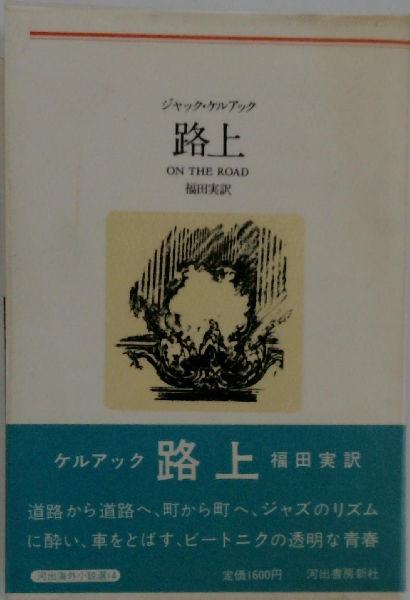 ジャック・ケルアック
路上
ON THE ROAD
福田実訳
ケルアック 路上 福田実訳
道路から道路へ、町から町へ、ジャズのリズム
に酔い、車をとばす、ビートニクの透明な青春
河出海外小説選14 定価1600円 河出書房新社